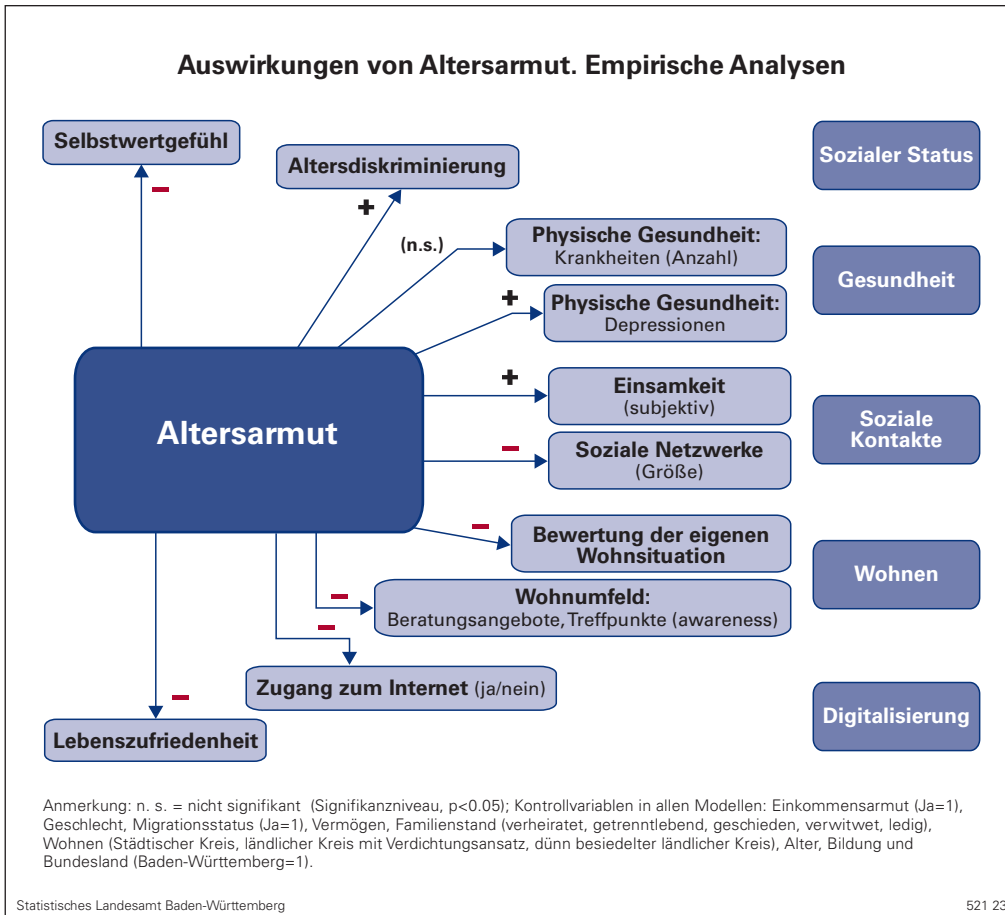 Auswirkungen von Altersarmut. Empirische Analysen
Selbstwertgefühl
Altersdiskriminierung
Sozialer Status
–
+
(n.s.)
Physische Gesundheit:
Krankheiten (Anzahl)
Gesundheit
+
Physische Gesundheit:
Depressionen
Altersarmut
+
Einsamkeit
(subjektiv)
–
Soziale Netzwerke
(Größe)
Soziale
Kontakte
–
Bewertung der eigenen
Wohnsituation
Wohnen
–
Wohnumfeld:
Beratungsangebote, Treffpunkte (awareness)
–
Zugang zum Internet (ja/nein)
–
Lebenszufriedenheit
Digitalisierung
Anmerkung: n. s. = nicht signifikant (Signifikanzniveau, p<0.05); Kontrollvariablen in allen Modellen: Einkommensarmut (Ja=1),
Geschlecht, Migrationsstatus (Ja=1), Vermögen, Familienstand (verheiratet, getrenntlebend, geschieden, verwitwet, ledig),
Wohnen (Städtischer Kreis, ländlicher Kreis mit Verdichtungsansatz, dünn besiedelter ländlicher Kreis), Alter, Bildung und
Bundesland (Baden-Württemberg=1).
Statistisches Landesamt Baden-Württemberg
521 23